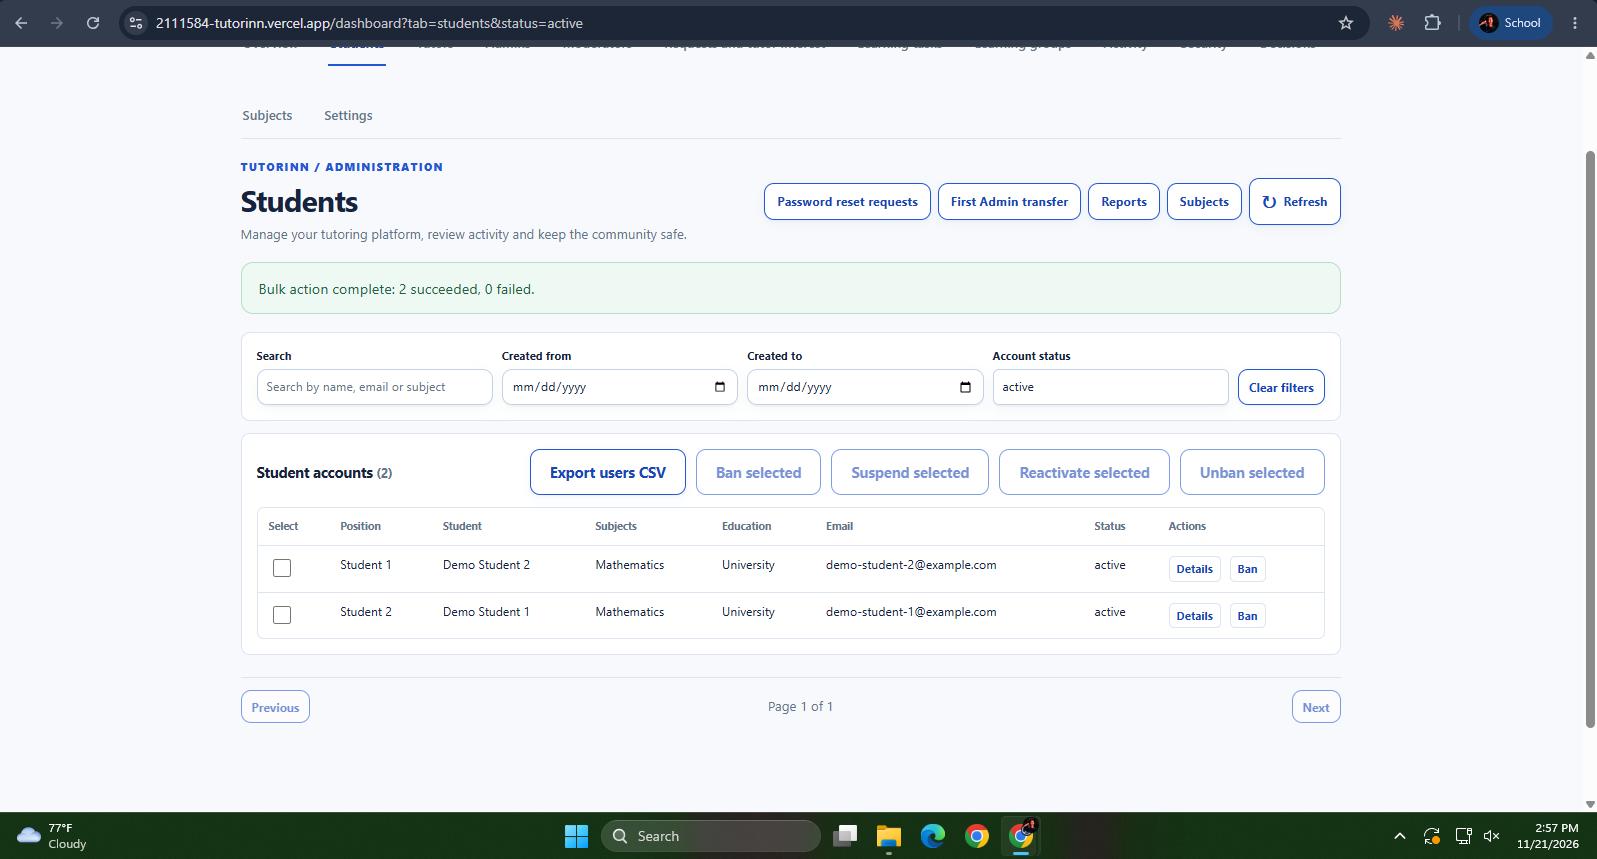 2111584-tutorinn.vercel.app/dashboard?tab=students&status=active
School
Subjects Settings
TUTORINN / ADMINISTRATION
Students
Password reset requests First Admin transfer Reports Subjects Refresh
Manage your tutoring platform, review activity and keep the community safe.
Bulk action complete: 2 succeeded, 0 failed.
Search Created from Created to Account status
Search by name, email or subject mm/dd/yyyy mm/dd/yyyy active Clear filters
Student accounts (2) Export users CSV Ban selected Suspend selected Reactivate selected Unban selected
Select Position Student Subjects Education Email Status Actions
Student 1 Demo Student 2 Mathematics University demo-student-2@example.com active Details Ban
Student 2 Demo Student 1 Mathematics University demo-student-1@example.com active Details Ban
Previous Page 1 of 1 Next
77°F
Cloudy
Search
2:57 PM
11/21/2026